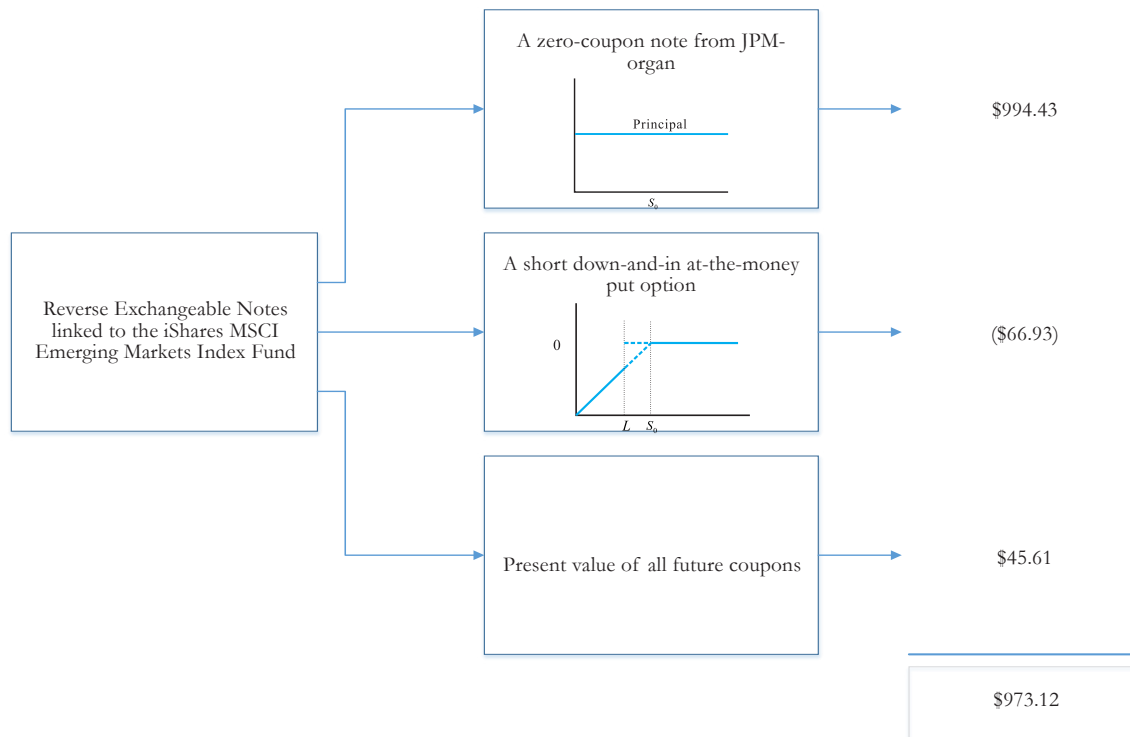 A zero-coupon note from JPM-
organ
Principal
S₀
$994.43
Reverse Exchangeable Notes
linked to the iShares MSCI
Emerging Markets Index Fund
A short down-and-in at-the-money
put option
0
L S₀
($66.93)
Present value of all future coupons
$45.61
$973.12